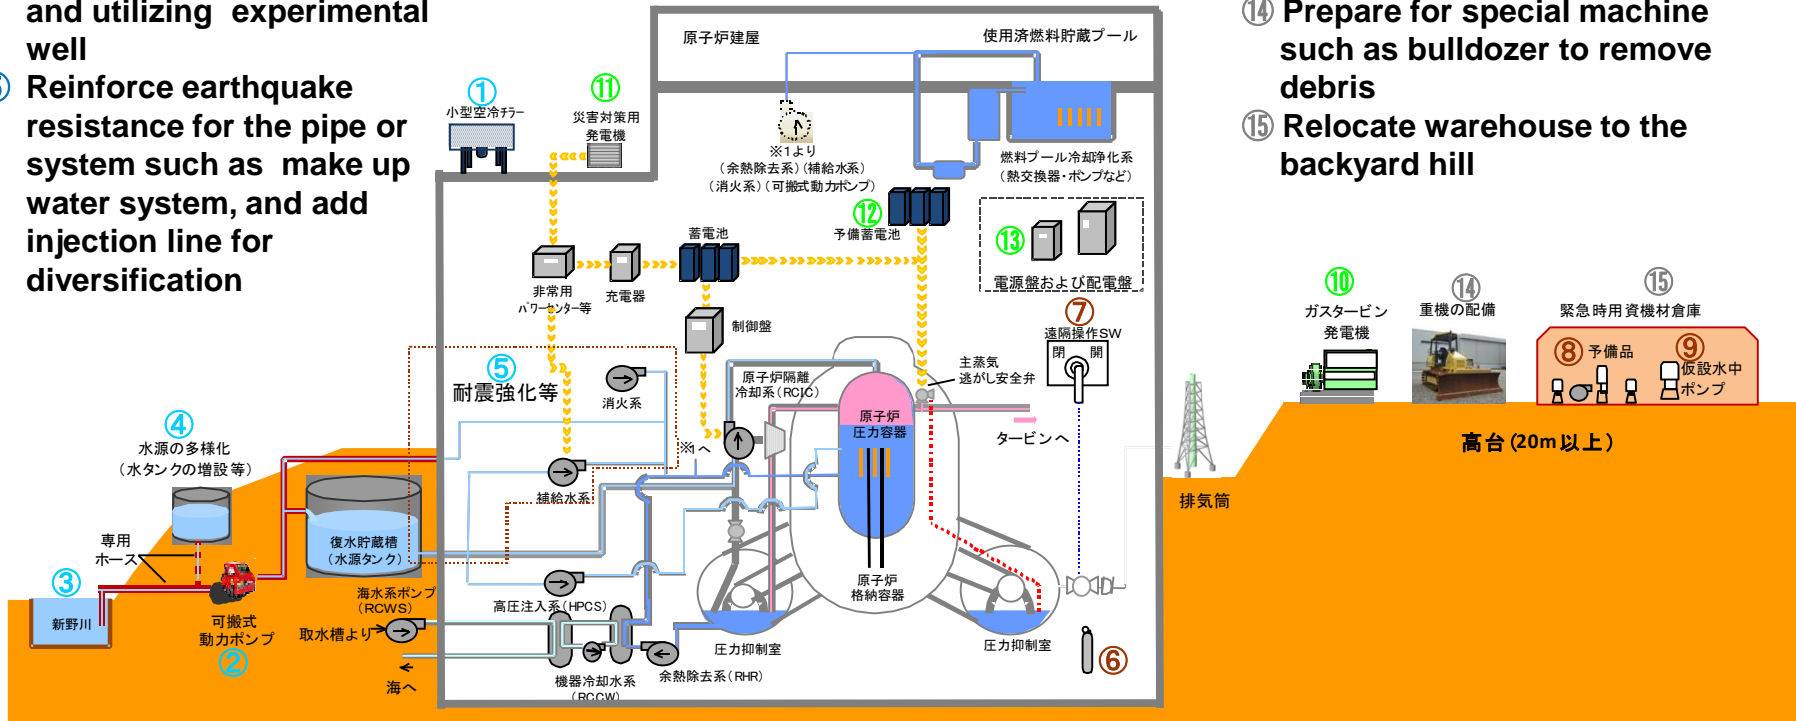 and utilizing experimental
well
⑤ Reinforce earthquake
resistance for the pipe or
system such as make up
water system, and add
injection line for
diversification
⑭ Prepare for special machine
such as bulldozer to remove
debris
⑮ Relocate warehouse to the
backyard hill
原子炉建屋
使用済燃料貯蔵プール
①
小型空冷チラー
⑪
災害対策用
発電機
※1より
(余熱除去系)(補給水系)
(消火系)(可搬式動力ポンプ)
燃料プール冷却浄化系
(熱交換器・ポンプなど)
⑫
予備蓄電池
⑬
電源盤および配電盤
蓄電池
非常用
パワーセンター等
充電器
制御盤
⑦
遠隔操作SW
閉 開
⑤
耐震強化等
消火系
原子炉隔離
冷却系(RCIC)
主蒸気
逃がし安全弁
原子炉
圧力容器
タービンへ
※1へ
補給水系
④
水源の多様化
(水タンクの増設等)
復水貯蔵槽
(水源タンク)
専用
ホース
③
新野川
可搬式
動力ポンプ
②
海水系ポンプ
(RCWS)
取水槽より
海へ
高圧注入系(HPCS)
機器冷却水系
(RCCW)
余熱除去系(RHR)
圧力抑制室
原子炉
格納容器
圧力抑制室
⑥
排気筒
⑩
ガスタービン
発電機
⑭
重機の配備
⑮
緊急時用資機材倉庫
⑧ 予備品
⑨
仮設水中
ポンプ
高台(20m以上)